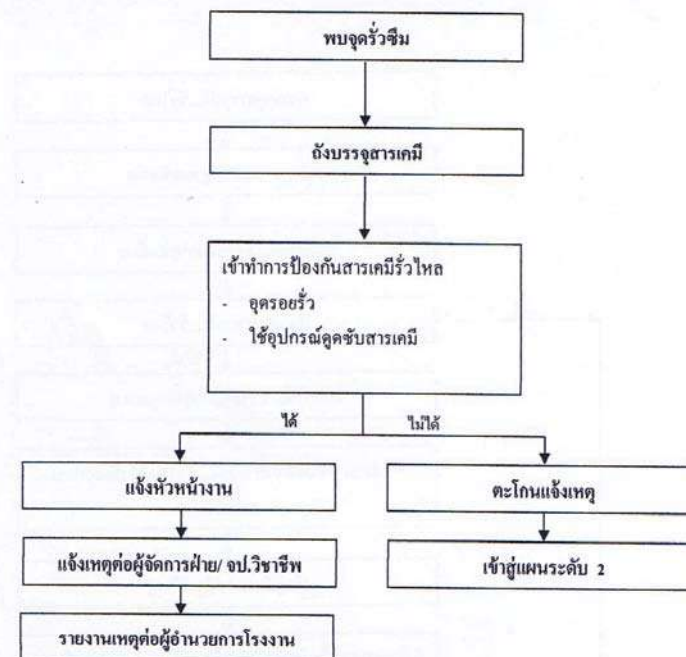 พบจุดรั่วซึม
ถังบรรจุสารเคมี
เข้าทำการป้องกันสารเคมีรั่วไหล
- อุดรอยรั่ว
- ใช้อุปกรณ์ดูดซับสารเคมี
ได้ ไม่ได้
แจ้งหัวหน้างาน ตะโกนแจ้งเหตุ
แจ้งเหตุต่อผู้จัดการฝ่าย/ จป.วิชาชีพ เข้าสู่แผนระดับ 2
รายงานเหตุต่อผู้อำนวยการโรงงาน